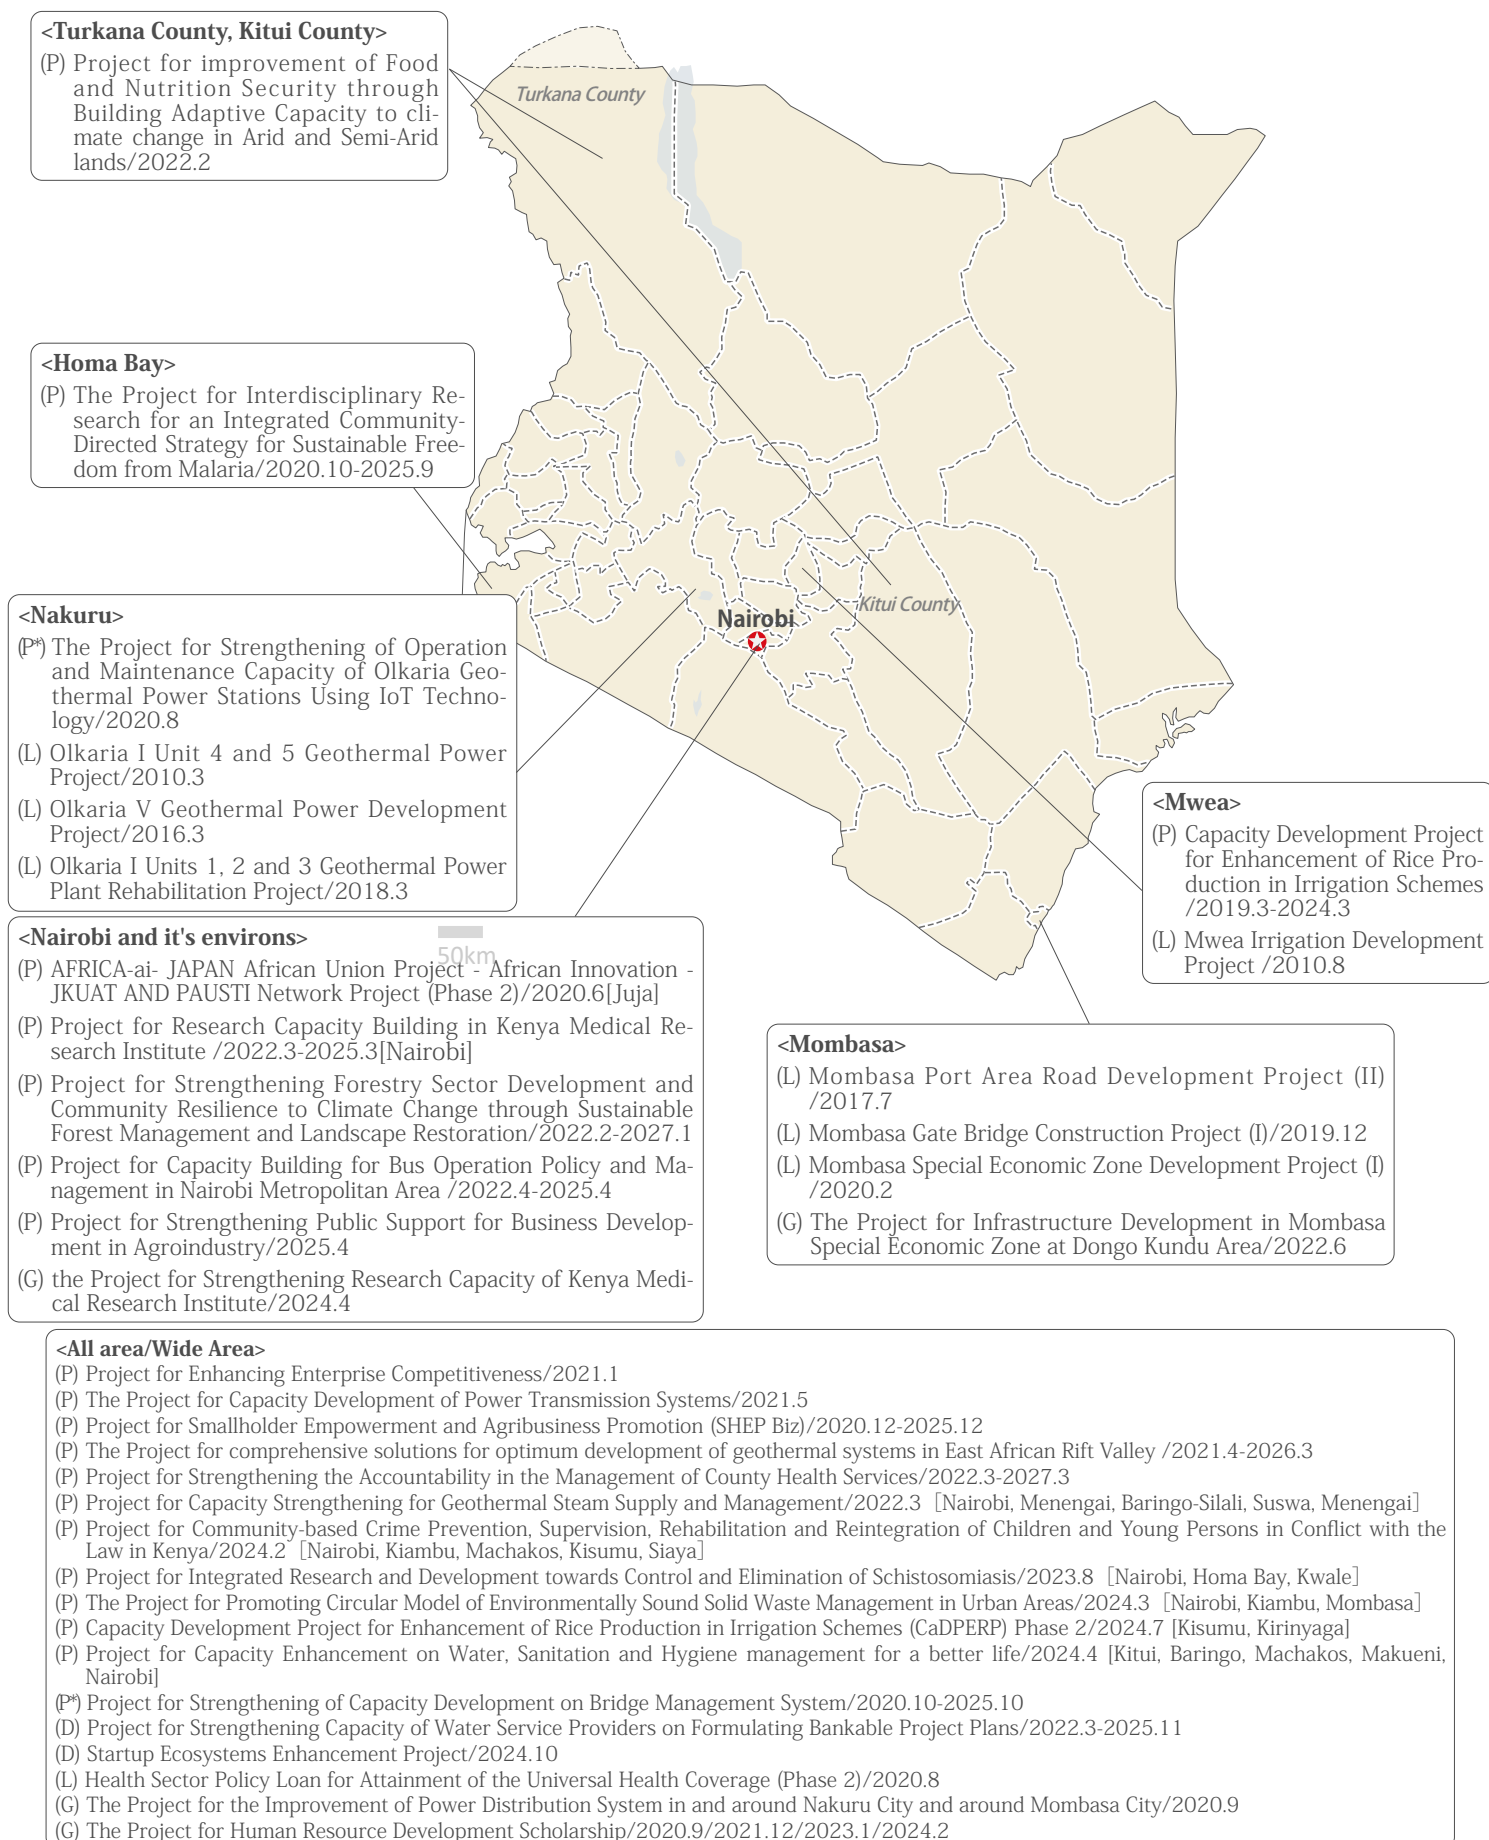 <Turkana County, Kitui County>
(P) Project for improvement of Food
and Nutrition Security through
Building Adaptive Capacity to cli-
mate change in Arid and Semi-Arid
lands/2022.2
Turkana County
<Homa Bay>
(P) The Project for Interdisciplinary Re-
search for an Integrated Community-
Directed Strategy for Sustainable Free-
dom from Malaria/2020.10-2025.9
<Nakuru>
(P*) The Project for Strengthening of Operation
and Maintenance Capacity of Olkaria Geo-
thermal Power Stations Using IoT Techno-
logy/2020.8
(L) Olkaria I Unit 4 and 5 Geothermal Power
Project/2010.3
(L) Olkaria V Geothermal Power Development
Project/2016.3
(L) Olkaria I Units 1, 2 and 3 Geothermal Power
Plant Rehabilitation Project/2018.3
Kitui County
Nairobi
<Mwea>
(P) Capacity Development Project
for Enhancement of Rice Pro-
duction in Irrigation Schemes
/2019.3-2024.3
(L) Mwea Irrigation Development
Project /2010.8
<Nairobi and it's environs>
50km
(P) AFRICA-ai- JAPAN African Union Project - African Innovation -
JKUAT AND PAUSTI Network Project (Phase 2)/2020.6[Juja]
(P) Project for Research Capacity Building in Kenya Medical Re-
search Institute /2022.3-2025.3[Nairobi]
(P) Project for Strengthening Forestry Sector Development and
Community Resilience to Climate Change through Sustainable
Forest Management and Landscape Restoration/2022.2-2027.1
(P) Project for Capacity Building for Bus Operation Policy and Ma-
nagement in Nairobi Metropolitan Area /2022.4-2025.4
(P) Project for Strengthening Public Support for Business Develop-
ment in Agroindustry/2025.4
(G) the Project for Strengthening Research Capacity of Kenya Medi-
cal Research Institute/2024.4
<Mombasa>
(L) Mombasa Port Area Road Development Project (II)
/2017.7
(L) Mombasa Gate Bridge Construction Project (I)/2019.12
(L) Mombasa Special Economic Zone Development Project (I)
/2020.2
(G) The Project for Infrastructure Development in Mombasa
Special Economic Zone at Dongo Kundu Area/2022.6
<All area/Wide Area>
(P) Project for Enhancing Enterprise Competitiveness/2021.1
(P) The Project for Capacity Development of Power Transmission Systems/2021.5
(P) Project for Smallholder Empowerment and Agribusiness Promotion (SHEP Biz)/2020.12-2025.12
(P) The Project for comprehensive solutions for optimum development of geothermal systems in East African Rift Valley /2021.4-2026.3
(P) Project for Strengthening the Accountability in the Management of County Health Services/2022.3-2027.3
(P) Project for Capacity Strengthening for Geothermal Steam Supply and Management/2022.3［Nairobi, Menengai, Baringo-Silali, Suswa, Menengai］
(P) Project for Community-based Crime Prevention, Supervision, Rehabilitation and Reintegration of Children and Young Persons in Conflict with the
Law in Kenya/2024.2［Nairobi, Kiambu, Machakos, Kisumu, Siaya］
(P) Project for Integrated Research and Development towards Control and Elimination of Schistosomiasis/2023.8［Nairobi, Homa Bay, Kwale］
(P) The Project for Promoting Circular Model of Environmentally Sound Solid Waste Management in Urban Areas/2024.3［Nairobi, Kiambu, Mombasa］
(P) Capacity Development Project for Enhancement of Rice Production in Irrigation Schemes (CaDPERP) Phase 2/2024.7 [Kisumu, Kirinyaga]
(P) Project for Capacity Enhancement on Water, Sanitation and Hygiene management for a better life/2024.4 [Kitui, Baringo, Machakos, Makueni,
Nairobi]
(P*) Project for Strengthening of Capacity Development on Bridge Management System/2020.10-2025.10
(D) Project for Strengthening Capacity of Water Service Providers on Formulating Bankable Project Plans/2022.3-2025.11
(D) Startup Ecosystems Enhancement Project/2024.10
(L) Health Sector Policy Loan for Attainment of the Universal Health Coverage (Phase 2)/2020.8
(G) The Project for the Improvement of Power Distribution System in and around Nakuru City and around Mombasa City/2020.9
(G) The Project for Human Resource Development Scholarship/2020.9/2021.12/2023.1/2024.2